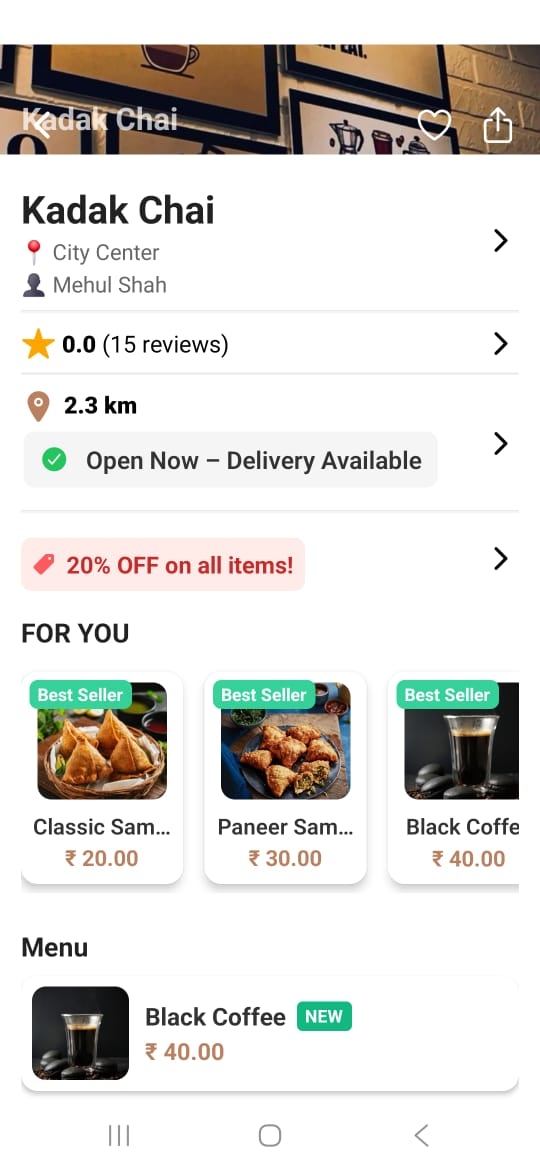 EAT.
Kadak Chai
Kadak Chai
City Center
Mehul Shah
0.0 (15 reviews)
2.3 km
Open Now – Delivery Available
20% OFF on all items!
FOR YOU
Best Seller
Classic Sam...
₹ 20.00
Best Seller
Paneer Sam...
₹ 30.00
Best Seller
Black Coffe
₹ 40.00
Menu
Black Coffee NEW
₹ 40.00